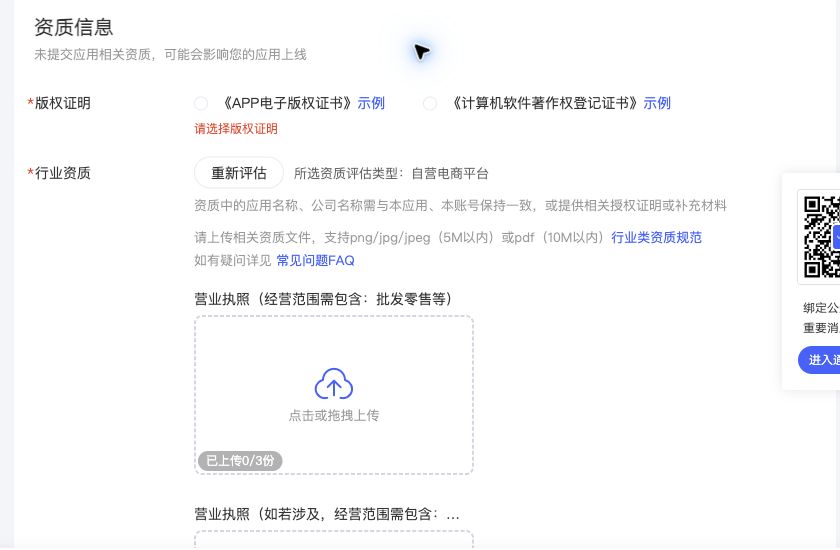 资质信息
未提交应用相关资质，可能会影响您的应用上线
*版权证明
《APP电子版权证书》示例
《计算机软件著作权登记证书》示例
请选择版权证明
*行业资质
重新评估
所选资质评估类型：自营电商平台
资质中的应用名称、公司名称需与本应用、本账号保持一致，或提供相关授权证明或补充材料
请上传相关资质文件，支持png/jpg/jpeg（5M以内）或pdf（10M以内）行业类资质规范
如有疑问详见 常见问题FAQ
营业执照（经营范围需包含：批发零售等）
点击或拖拽上传
已上传0/3份
营业执照（如若涉及，经营范围需包含：...
绑定公
重要消
进入